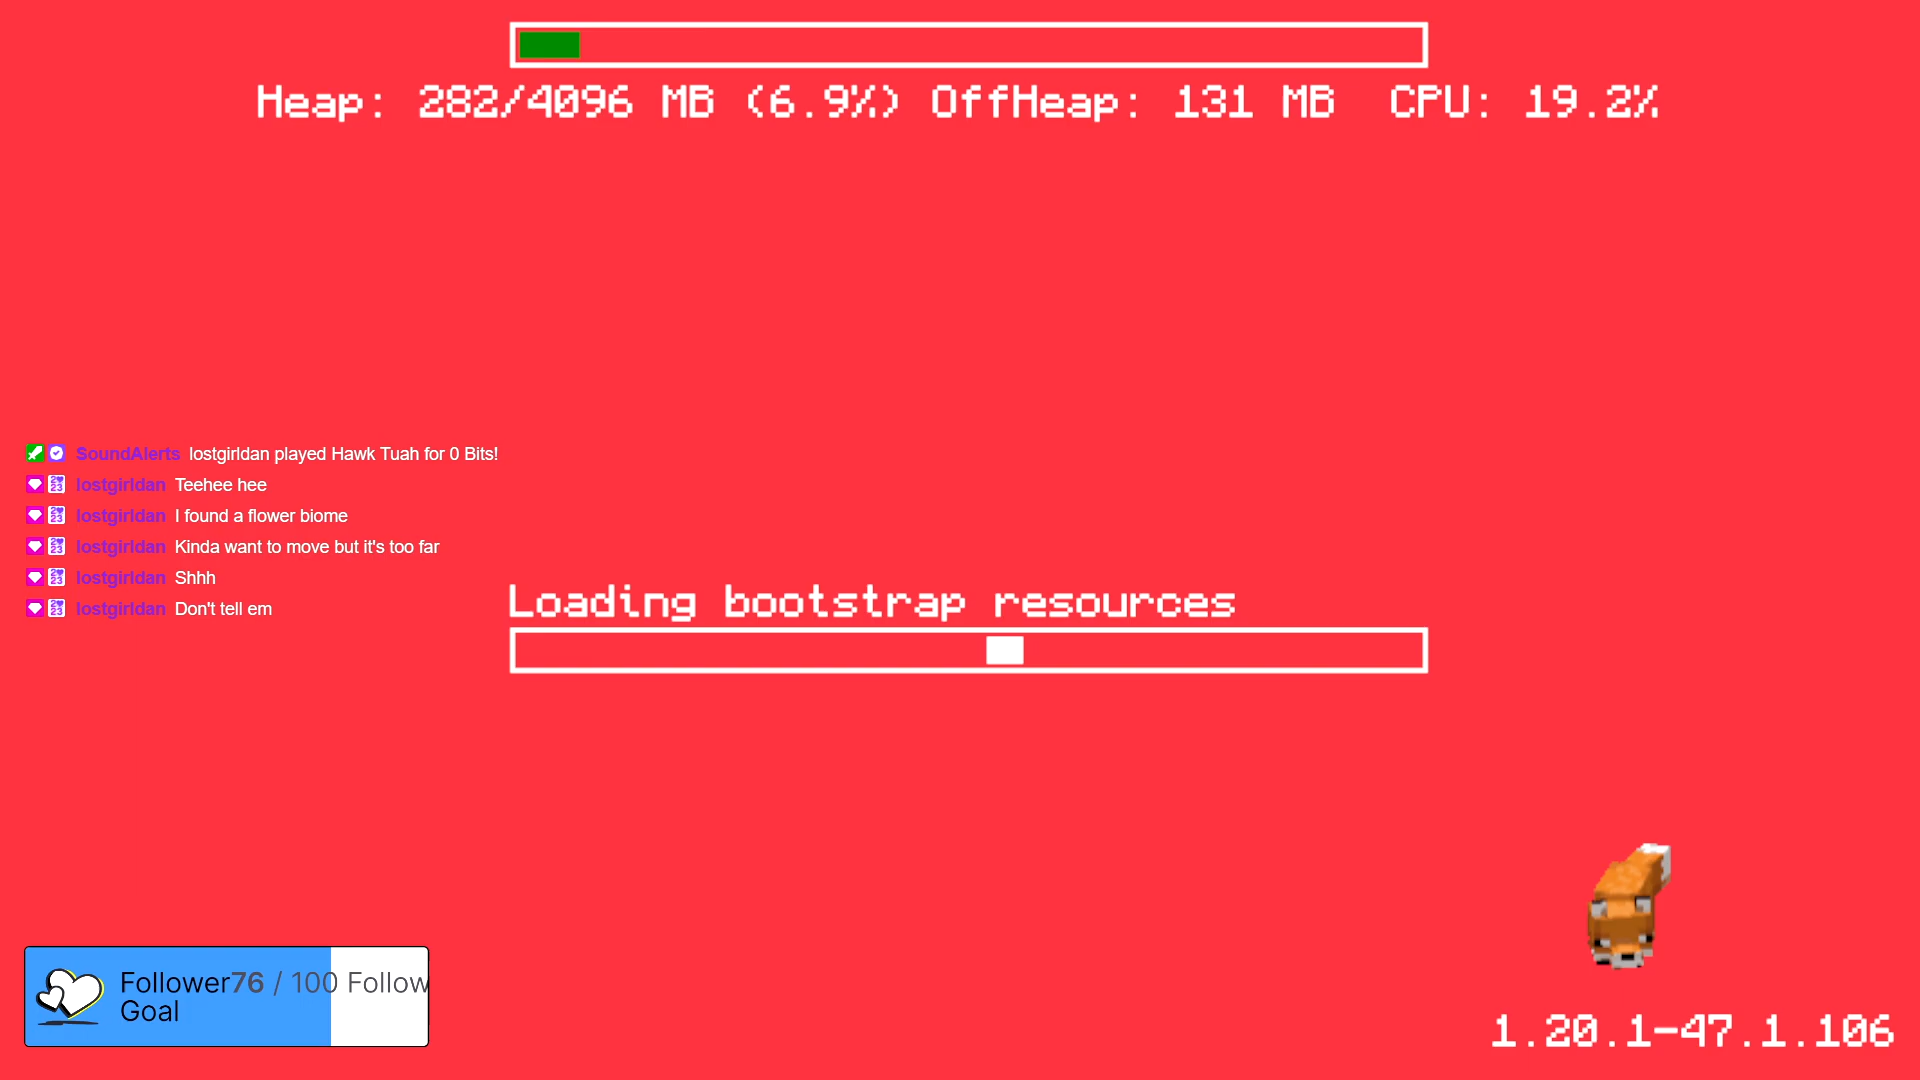 Heap: 282/4096 MB (6.9%) OffHeap: 131 MB CPU: 19.2%
SoundAlerts lostgirldan played Hawk Tuah for 0 Bits!
lostgirldan Teehee hee
lostgirldan I found a flower biome
lostgirldan Kinda want to move but it's too far
lostgirldan Shhh
lostgirldan Don't tell em
Loading bootstrap resources
Follower 76 / 100 Follow
Goal
1.20.1-47.1.106